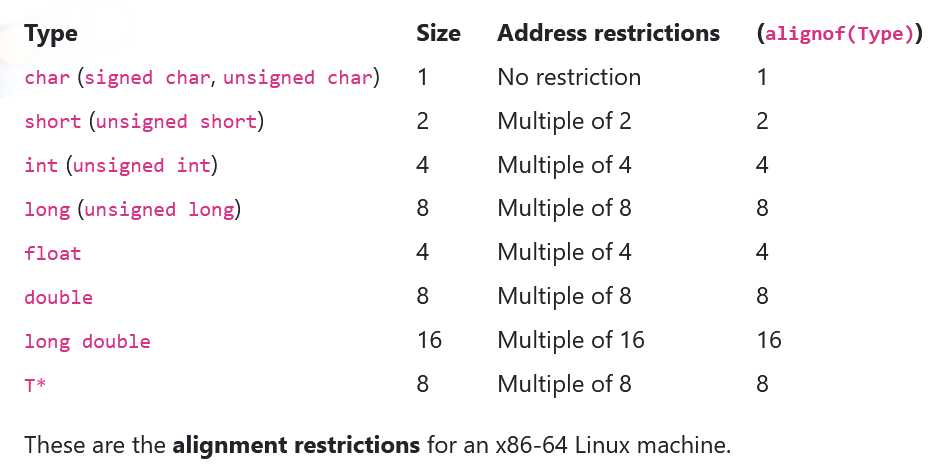 Type Size Address restrictions (alignof(Type))
char (signed char, unsigned char) 1 No restriction 1
short (unsigned short) 2 Multiple of 2 2
int (unsigned int) 4 Multiple of 4 4
long (unsigned long) 8 Multiple of 8 8
float 4 Multiple of 4 4
double 8 Multiple of 8 8
long double 16 Multiple of 16 16
T* 8 Multiple of 8 8
These are the alignment restrictions for an x86-64 Linux machine.